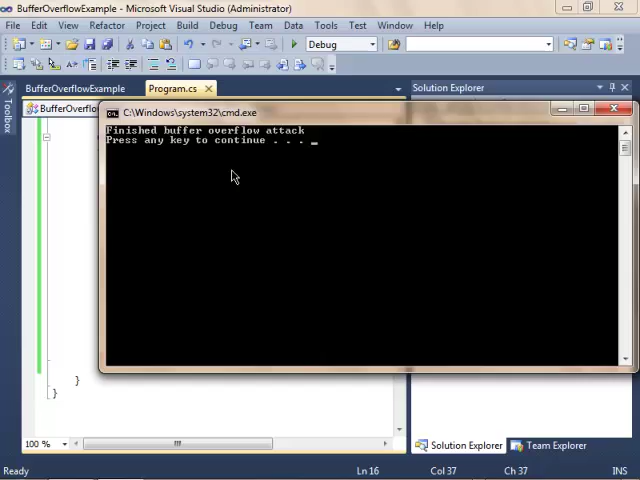 BufferOverflowExample - Microsoft Visual Studio (Administrator)
File Edit View Refactor Project Build Debug Team Data Tools Test Window Help
Debug
BufferOverflowExample Program.cs Solution Explorer
BufferOverflo
Toolbox
C:\Windows\system32\cmd.exe
Finished buffer overflow attack
Press any key to continue . . . _
}
}
100 %
Solution Explorer Team Explorer
Ready Ln 16 Col 37 Ch 37 INS